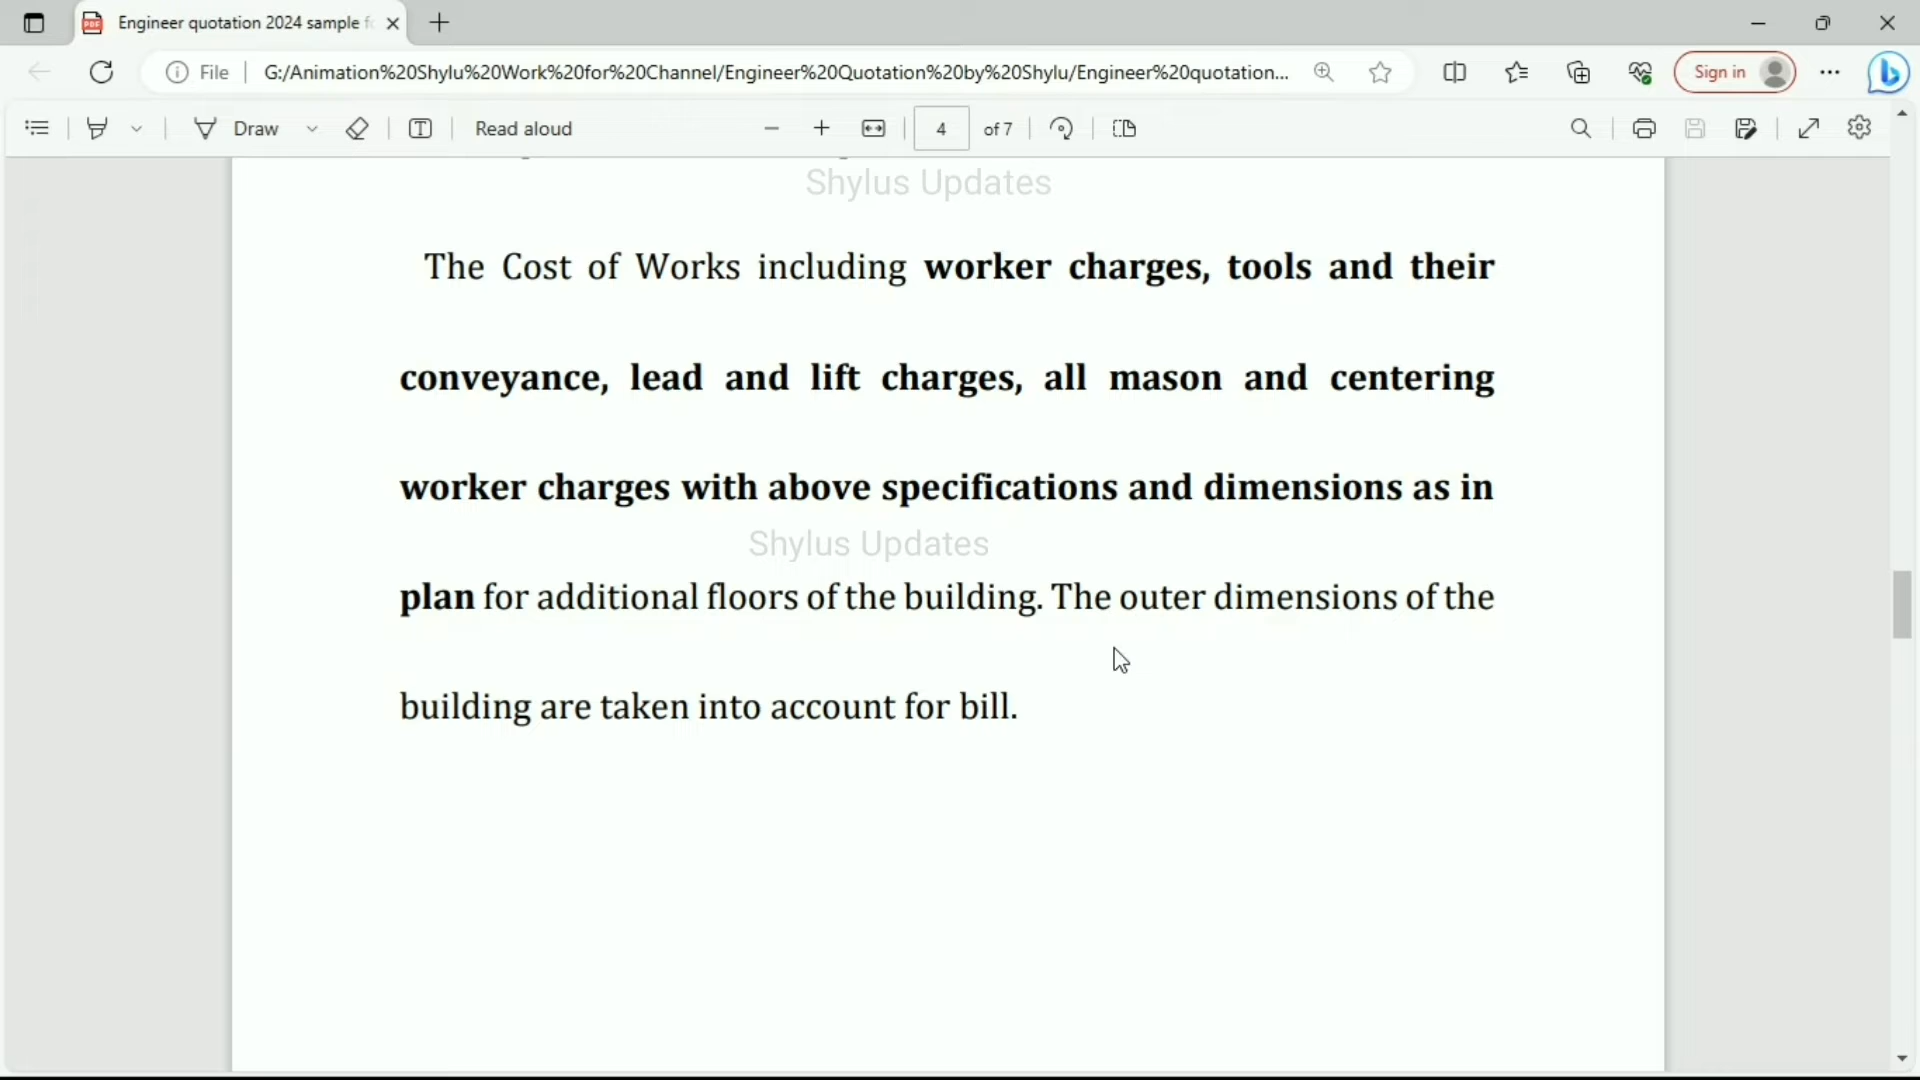 Engineer quotation 2024 sample f
File
G:/Animation%20Shylu%20Work%20for%20Channel/Engineer%20Quotation%20by%20Shylu/Engineer%20quotation...
Sign in
Draw
Read aloud
4
of 7
Shylus Updates
The Cost of Works including worker charges, tools and their
conveyance, lead and lift charges, all mason and centering
worker charges with above specifications and dimensions as in
Shylus Updates
plan for additional floors of the building. The outer dimensions of the
building are taken into account for bill.